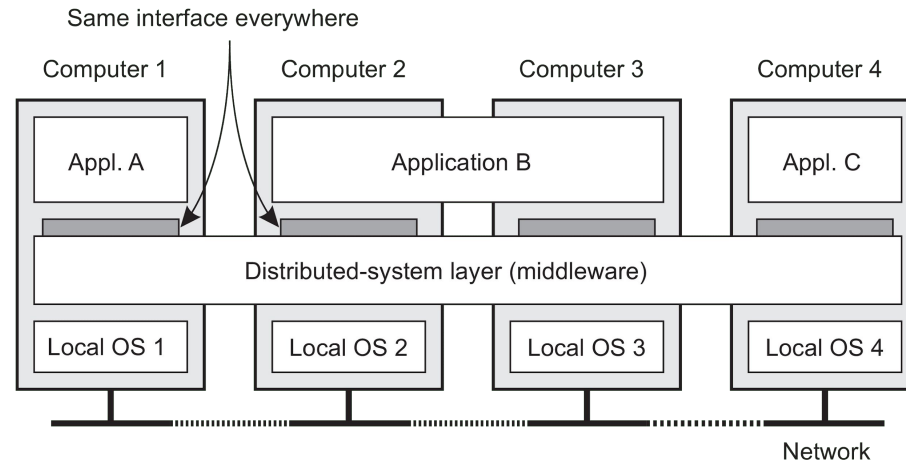 Same interface everywhere
Computer 1
Computer 2
Computer 3
Computer 4
Appl. A
Application B
Appl. C
Distributed-system layer (middleware)
Local OS 1
Local OS 2
Local OS 3
Local OS 4
Network